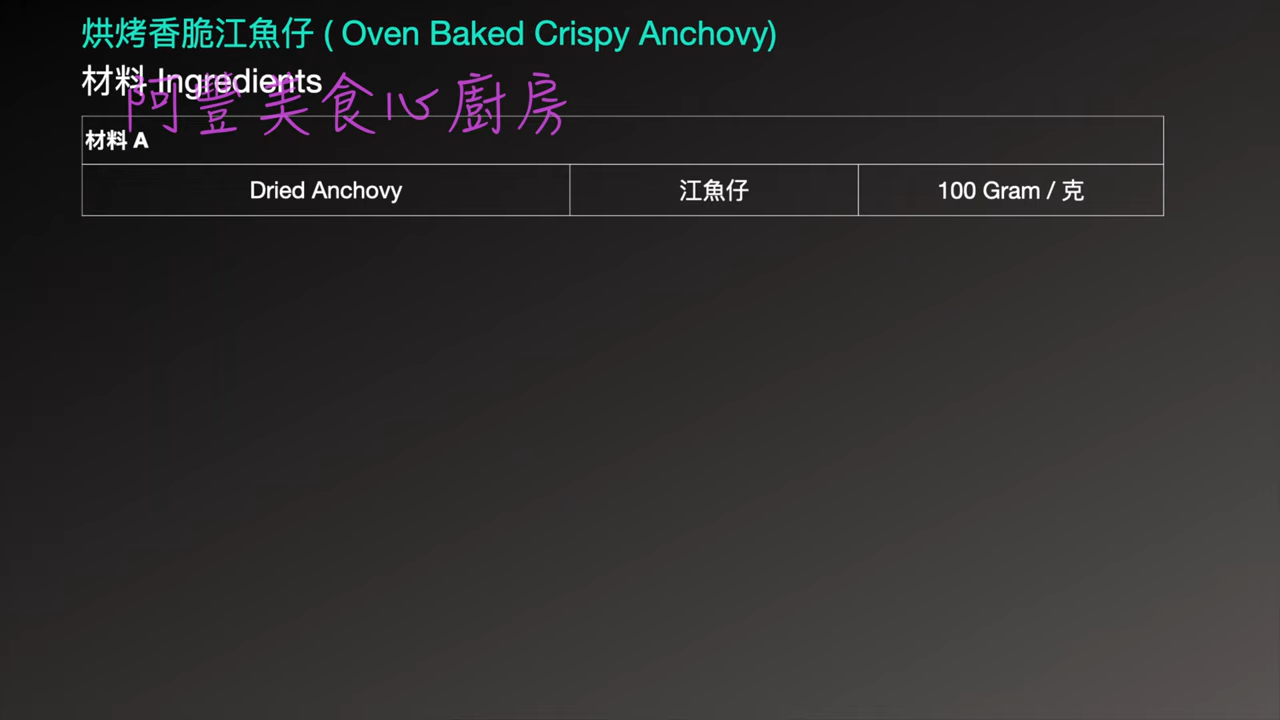 烘烤香脆江魚仔 ( Oven Baked Crispy Anchovy)
材料 Ingredients
阿豐美食心廚房
材料 A
Dried Anchovy 江魚仔 100 Gram / 克